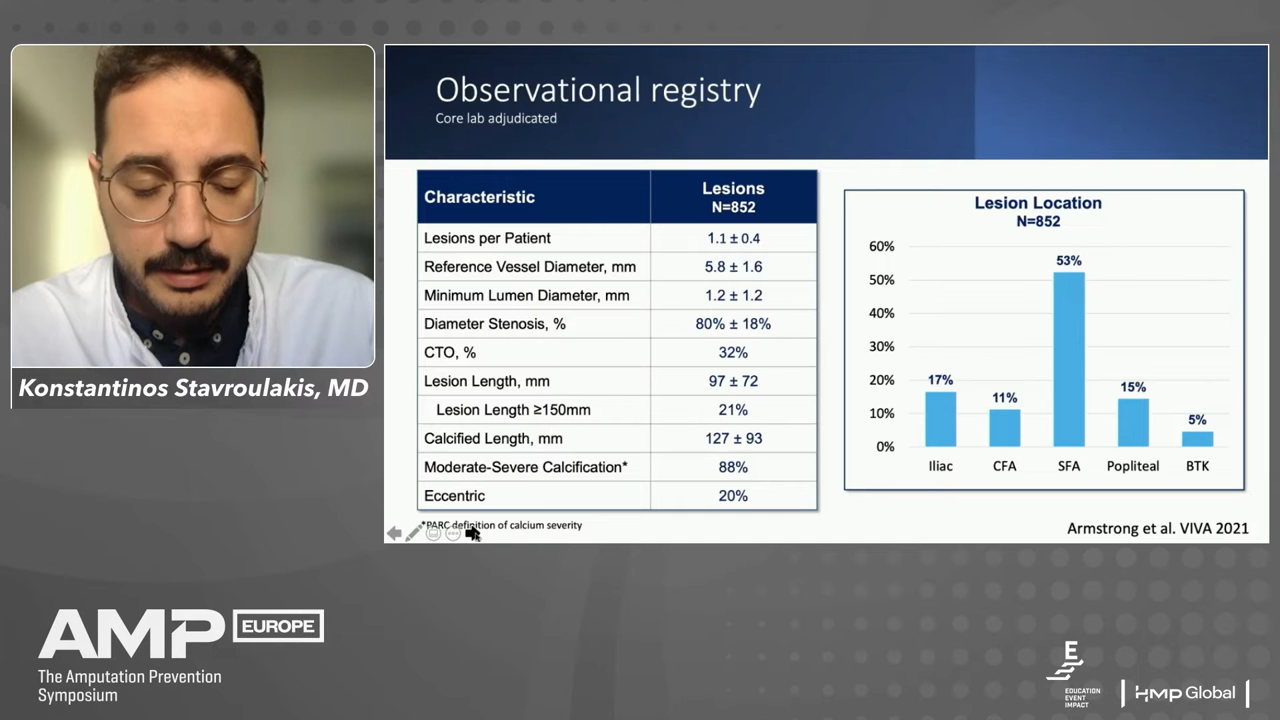 Observational registry
Core lab adjudicated
Characteristic
Lesions
N=852
Lesions per Patient
1.1 ± 0.4
Reference Vessel Diameter, mm
5.8 ± 1.6
Minimum Lumen Diameter, mm
1.2 ± 1.2
Diameter Stenosis, %
80% ± 18%
CTO, %
32%
Lesion Length, mm
97 ± 72
Lesion Length ≥150mm
21%
Calcified Length, mm
127 ± 93
Moderate-Severe Calcification*
88%
Eccentric
20%
*PARC definition of calcium severity
Lesion Location
N=852
60%
50%
40%
30%
20%
10%
0%
17%
11%
53%
15%
5%
Iliac
CFA
SFA
Popliteal
BTK
Armstrong et al. VIVA 2021
Konstantinos Stavroulakis, MD
AMP EUROPE
The Amputation Prevention
Symposium
E
EDUCATION
EVENT
IMPACT
HMP Global